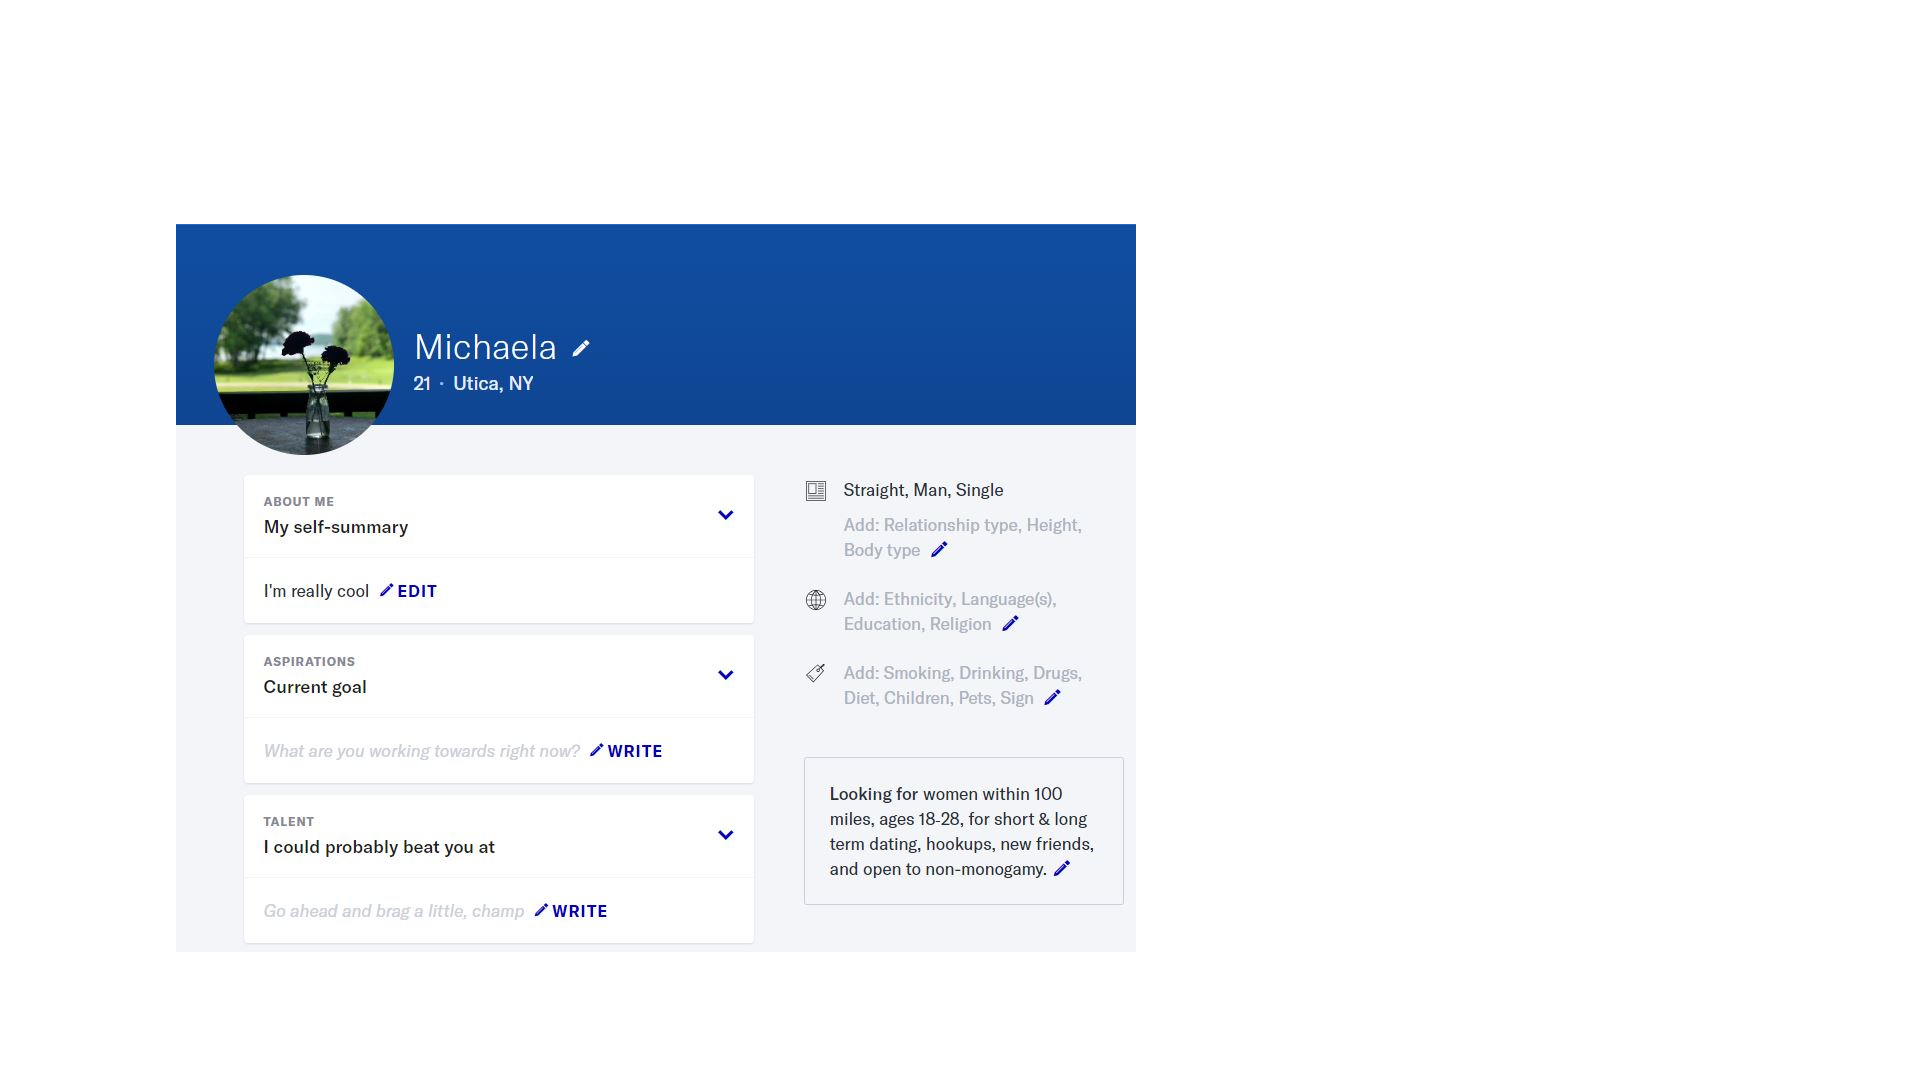 Michaela
21 · Utica, NY
ABOUT ME
My self-summary
I'm really cool EDIT
ASPIRATIONS
Current goal
What are you working towards right now? WRITE
TALENT
I could probably beat you at
Go ahead and brag a little, champ WRITE
Straight, Man, Single
Add: Relationship type, Height,
Body type
Add: Ethnicity, Language(s),
Education, Religion
Add: Smoking, Drinking, Drugs,
Diet, Children, Pets, Sign
Looking for women within 100
miles, ages 18-28, for short & long
term dating, hookups, new friends,
and open to non-monogamy.